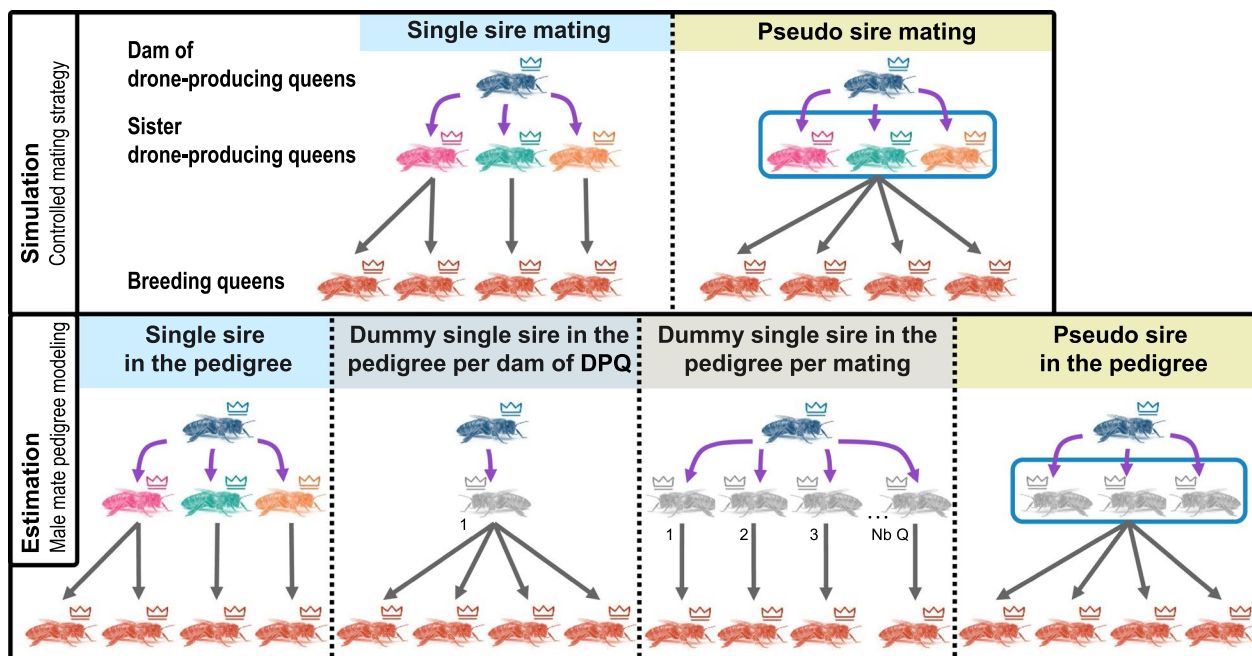 Single sire mating
Pseudo sire mating
Dam of
drone-producing queens
Sister
drone-producing queens
Breeding queens
Simulation
Controlled mating strategy
Single sire
in the pedigree
Dummy single sire in the
pedigree per dam of DPQ
Dummy single sire in the
pedigree per mating
Pseudo sire
in the pedigree
Estimation
Male mate pedigree modeling
1
1
2
3
...
Nb Q